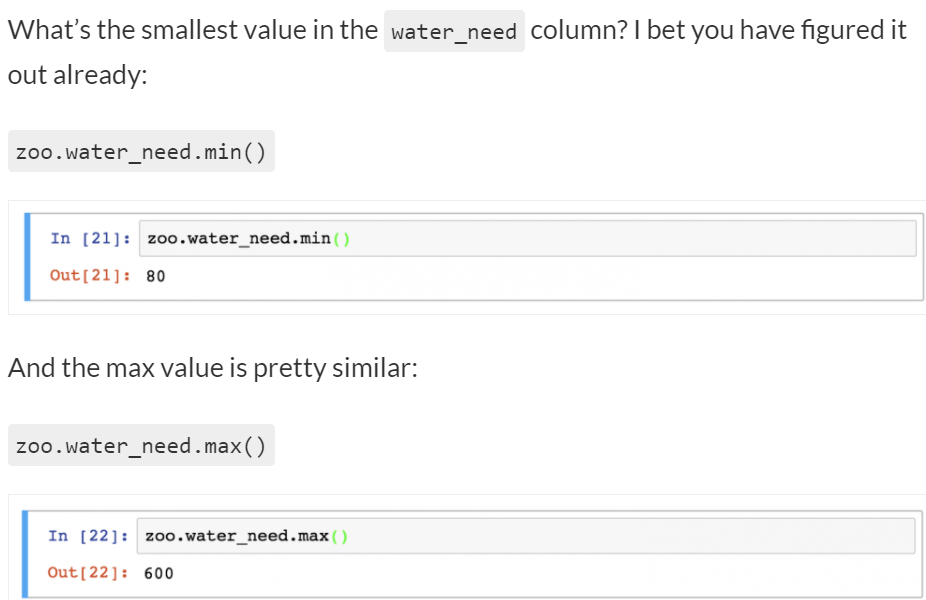 What’s the smallest value in the water_need column? I bet you have figured it
out already:
zoo.water_need.min()
In [21]: zoo.water_need.min()
Out[21]: 80
And the max value is pretty similar:
zoo.water_need.max()
In [22]: zoo.water_need.max()
Out[22]: 600